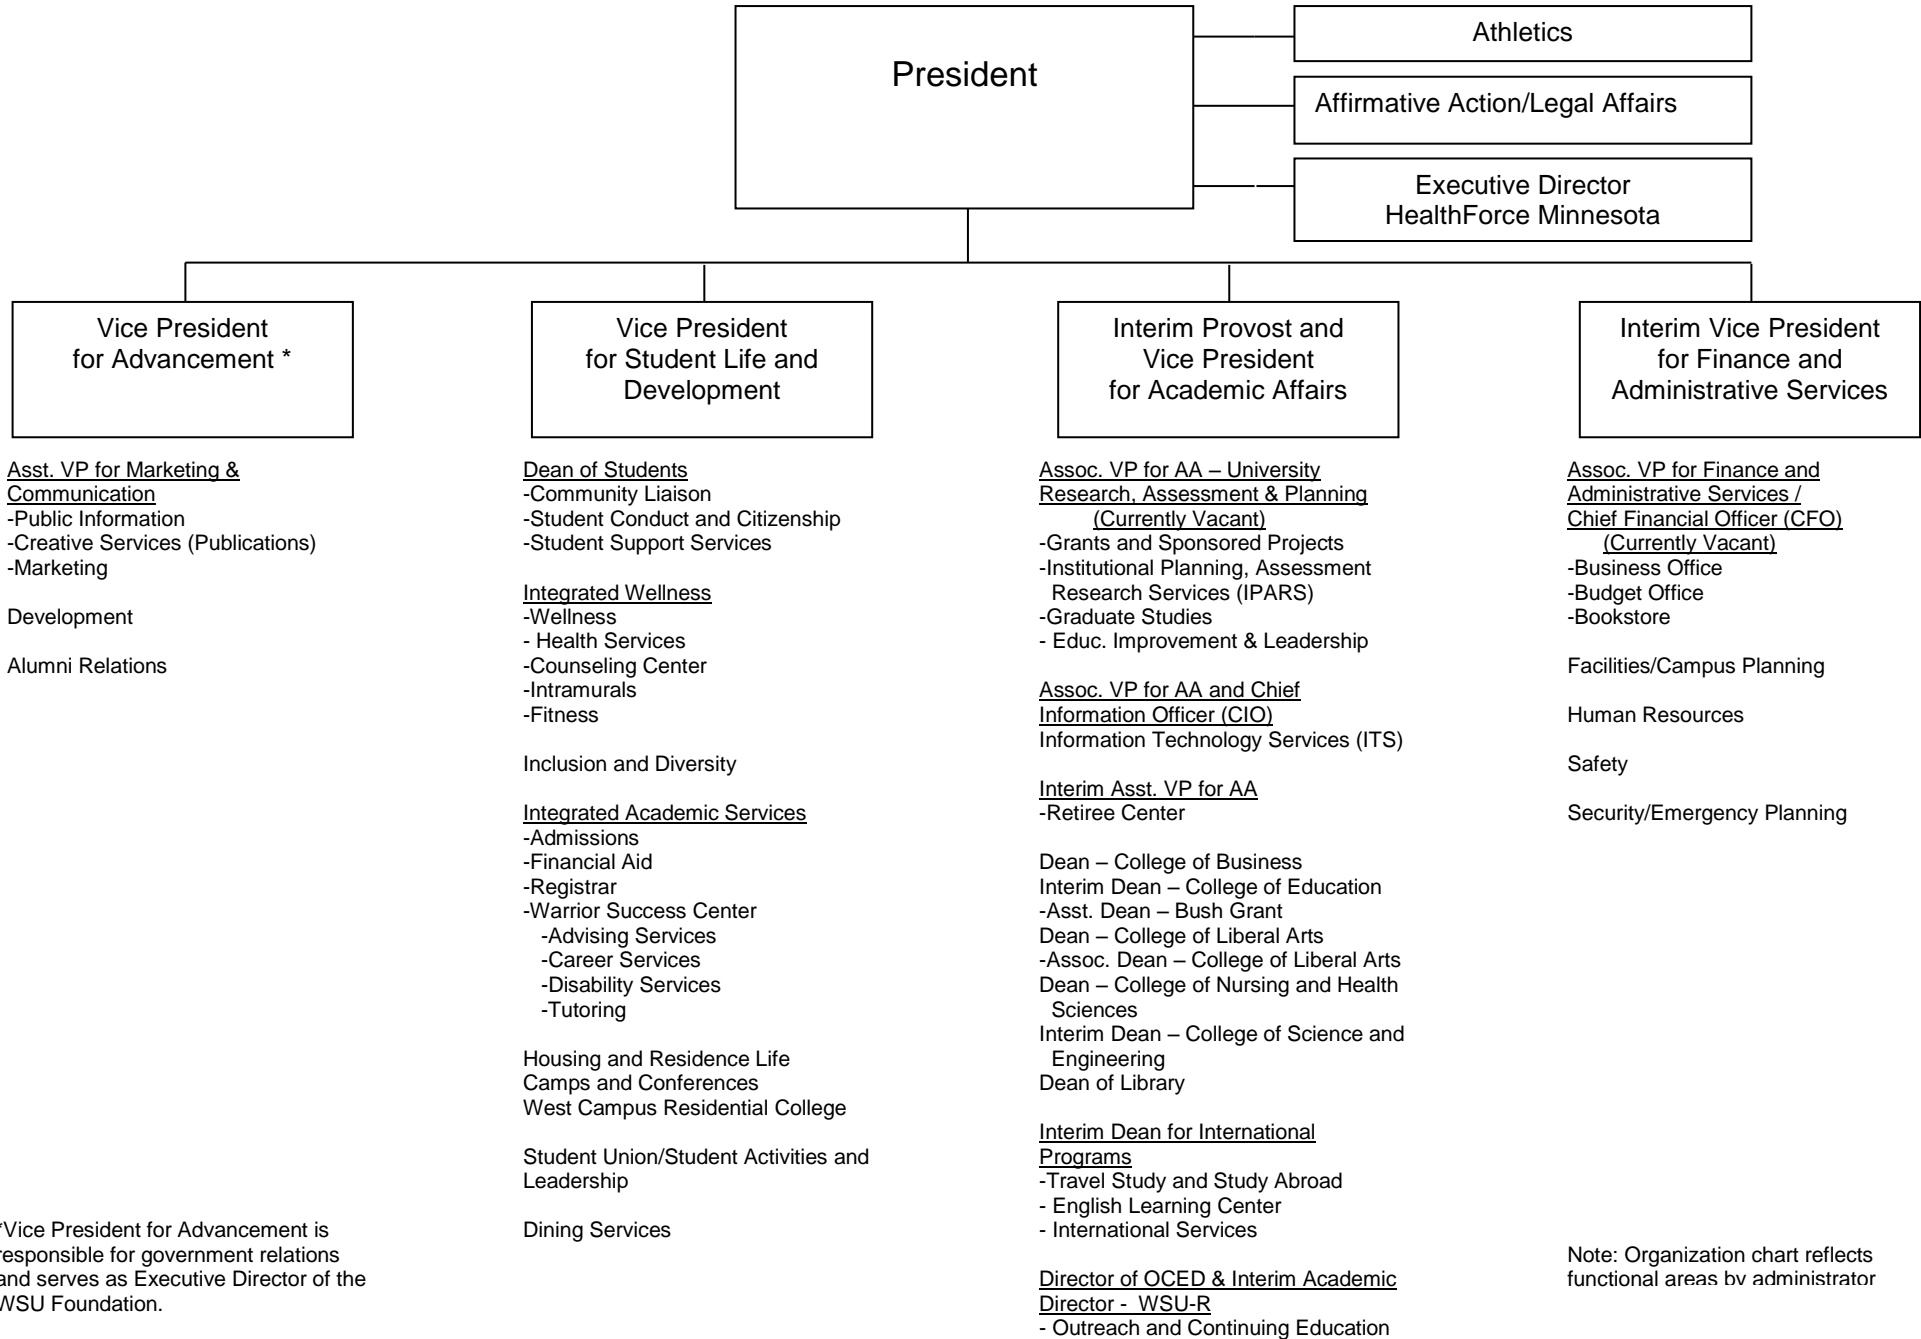 President
Athletics
Affirmative Action/Legal Affairs
Executive Director
HealthForce Minnesota
Vice President
for Advancement *
Vice President
for Student Life and
Development
Interim Provost and
Vice President
for Academic Affairs
Interim Vice President
for Finance and
Administrative Services
Asst. VP for Marketing &
Communication
-Public Information
-Creative Services (Publications)
-Marketing
Development
Alumni Relations
*Vice President for Advancement is
responsible for government relations
and serves as Executive Director of the
WSU Foundation.
Dean of Students
-Community Liaison
-Student Conduct and Citizenship
-Student Support Services
Integrated Wellness
-Wellness
- Health Services
-Counseling Center
-Intramurals
-Fitness
Inclusion and Diversity
Integrated Academic Services
-Admissions
-Financial Aid
-Registrar
-Warrior Success Center
-Advising Services
-Career Services
-Disability Services
-Tutoring
Housing and Residence Life
Camps and Conferences
West Campus Residential College
Student Union/Student Activities and
Leadership
Dining Services
Assoc. VP for AA – University
Research, Assessment & Planning
(Currently Vacant)
-Grants and Sponsored Projects
-Institutional Planning, Assessment
Research Services (IPARS)
-Graduate Studies
- Educ. Improvement & Leadership
Assoc. VP for AA and Chief
Information Officer (CIO)
Information Technology Services (ITS)
Interim Asst. VP for AA
-Retiree Center
Dean – College of Business
Interim Dean – College of Education
-Asst. Dean – Bush Grant
Dean – College of Liberal Arts
-Assoc. Dean – College of Liberal Arts
Dean – College of Nursing and Health
Sciences
Interim Dean – College of Science and
Engineering
Dean of Library
Interim Dean for International
Programs
-Travel Study and Study Abroad
- English Learning Center
- International Services
Director of OCED & Interim Academic
Director - WSU-R
- Outreach and Continuing Education
Assoc. VP for Finance and
Administrative Services /
Chief Financial Officer (CFO)
(Currently Vacant)
-Business Office
-Budget Office
-Bookstore
Facilities/Campus Planning
Human Resources
Safety
Security/Emergency Planning
Note: Organization chart reflects
functional areas by administrator